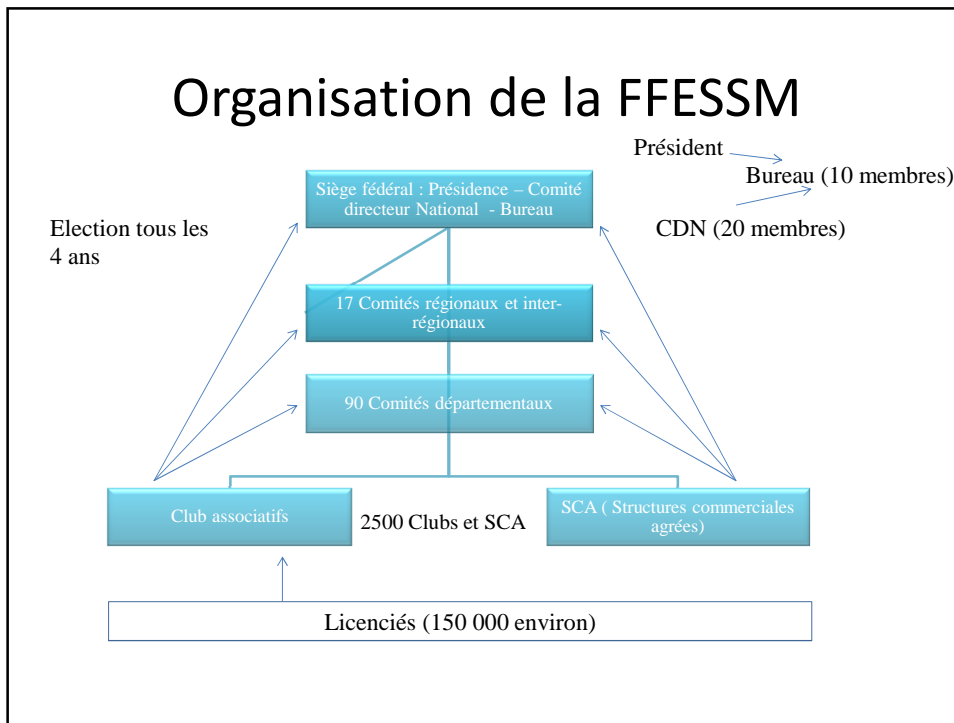 Organisation de la FFESSM
Président
Bureau (10 membres)
CDN (20 membres)
Siège fédéral : Présidence – Comité
directeur National - Bureau
Election tous les
4 ans
17 Comités régionaux et inter-
régionaux
90 Comités départementaux
Club associatifs
2500 Clubs et SCA
SCA ( Structures commerciales
agrées)
Licenciés (150 000 environ)